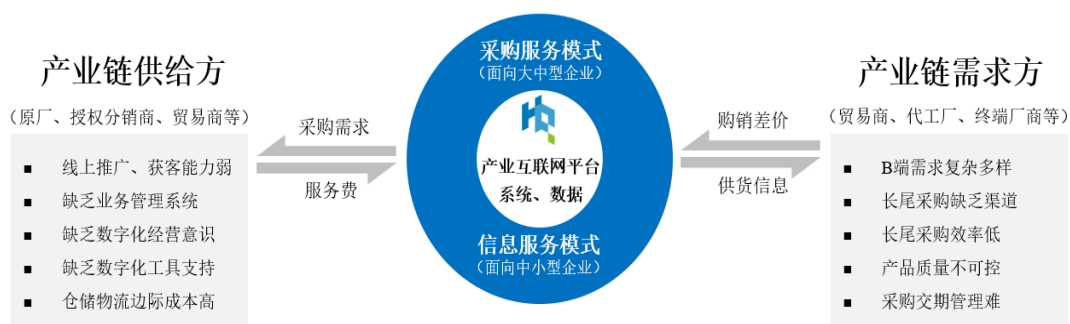 产业链供给方
（原厂、授权分销商、贸易商等）
■ 线上推广、获客能力弱
■ 缺乏业务管理系统
■ 缺乏数字化经营意识
■ 缺乏数字化工具支持
■ 仓储物流边际成本高
采购需求
服务费
采购服务模式
（面向大中型企业）
HQ
产业互联网平台
系统、数据
信息服务模式
（面向中小型企业）
购销差价
供货信息
产业链需求方
（贸易商、代工厂、终端厂商等）
■ B端需求复杂多样
■ 长尾采购缺乏渠道
■ 长尾采购效率低
■ 产品质量不可控
■ 采购交期管理难